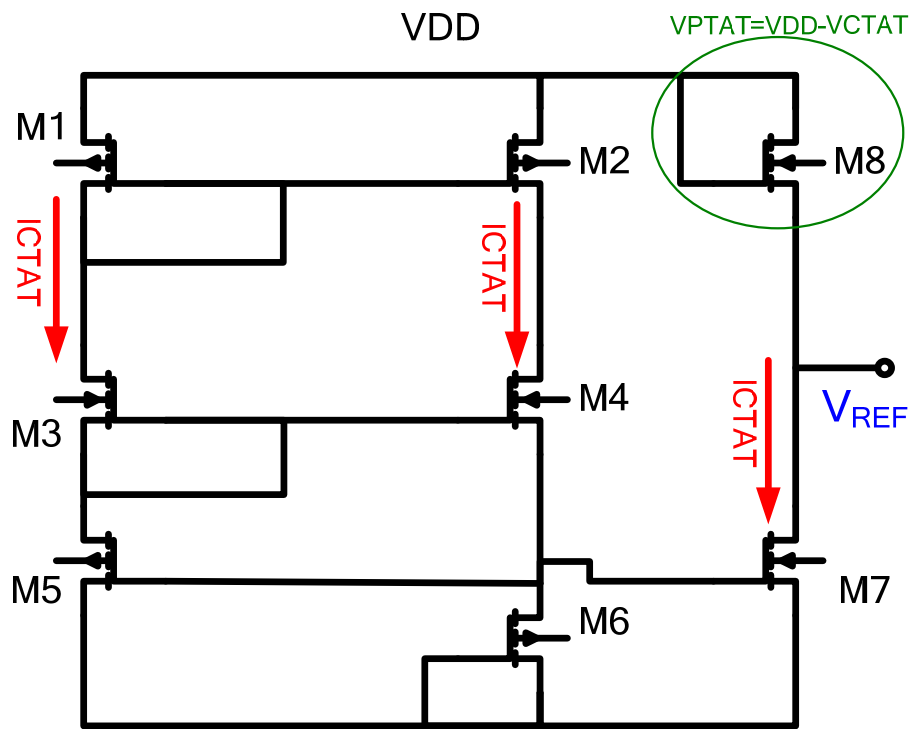 VDD
VPTAT=VDD-VCTAT
M1
M2
M8
ICTAT
ICTAT
M3
M4
VREF
ICTAT
M5
M6
M7